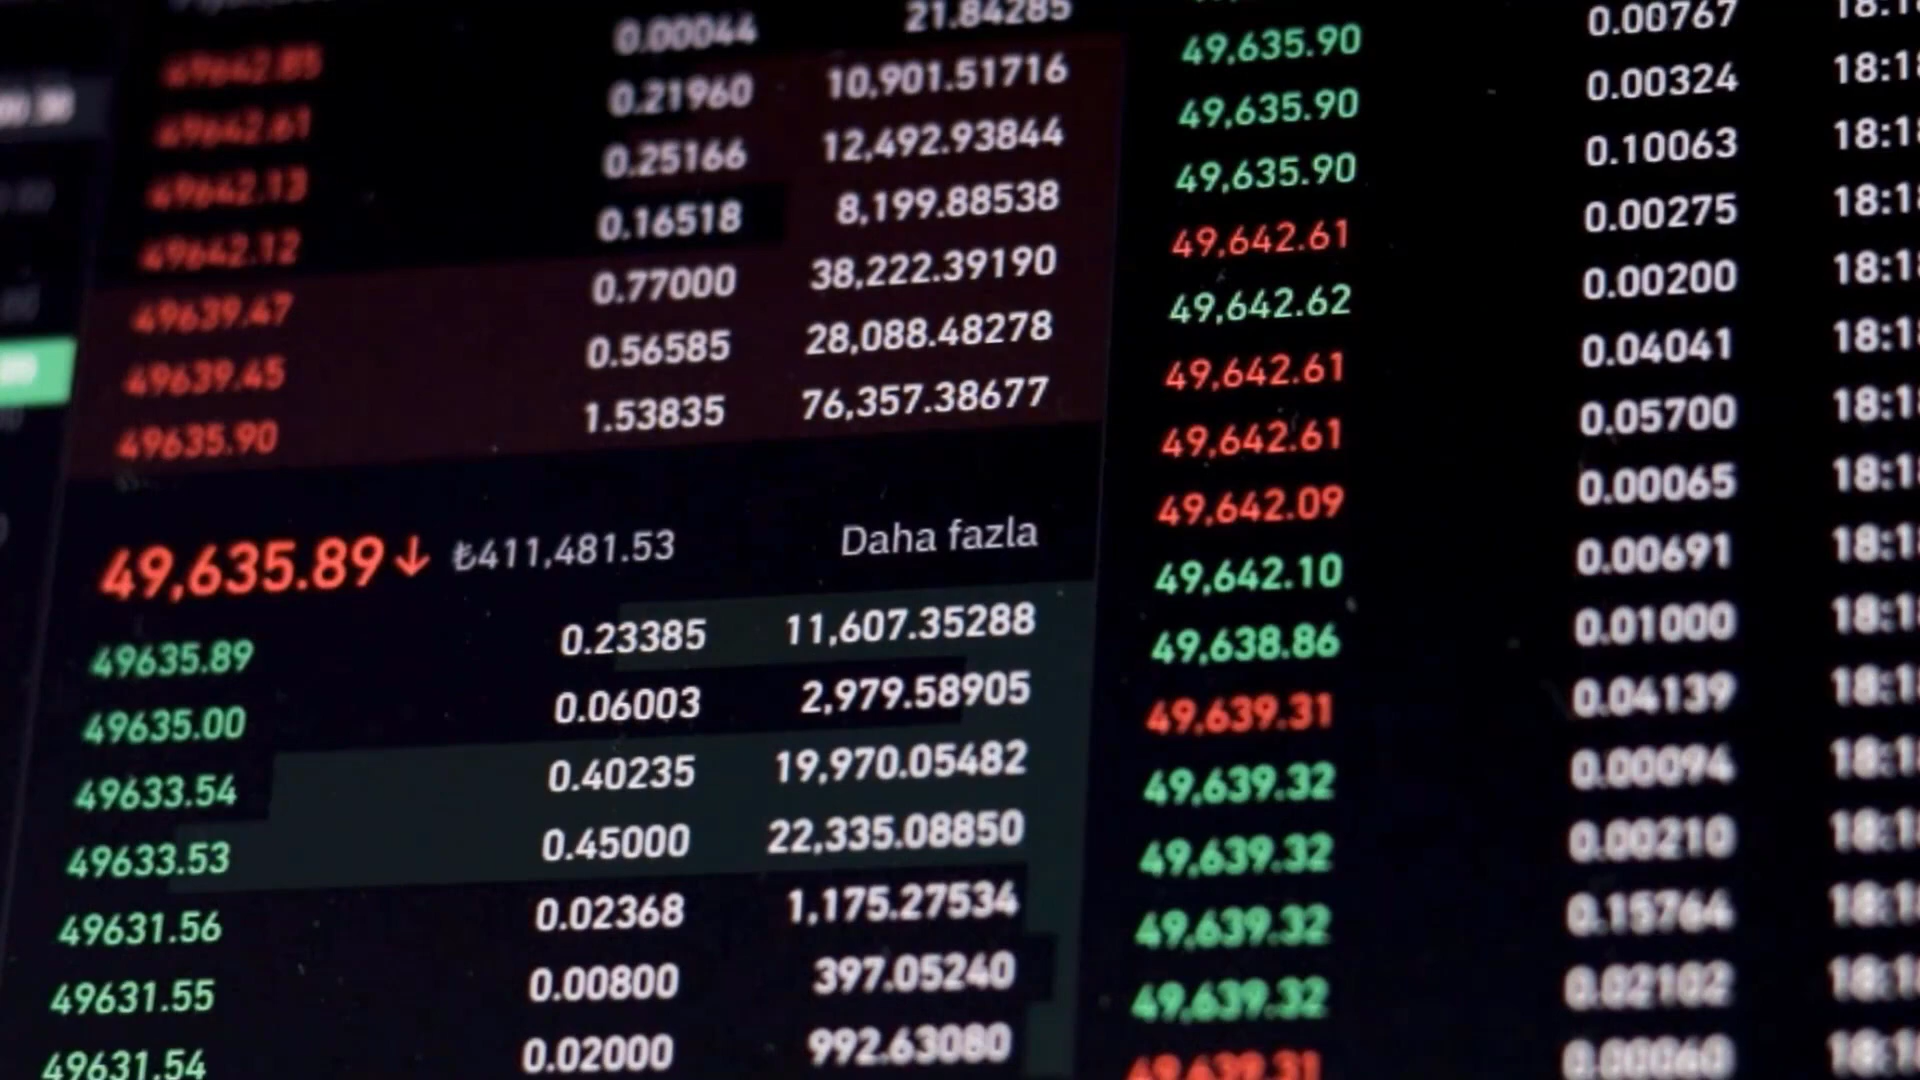 0.00044 21.84285
49642.85 0.21960 10,901.51716
49642.61 0.25166 12,492.93844
49642.13 0.16518 8,199.88538
49642.12 0.77000 38,222.39190
49639.47 0.56585 28,088.48278
49639.45 1.53835 76,357.38677
49635.90
49,635.89↓ ₺411,481.53 Daha fazla
49635.89 0.23385 11,607.35288
49635.00 0.06003 2,979.58905
49633.54 0.40235 19,970.05482
49633.53 0.45000 22,335.08850
49631.56 0.02368 1,175.27534
49631.55 0.00800 397.05240
49631.54 0.02000 992.63080
0.00767 18:1
49,635.90 0.00324 18:1
49,635.90 0.10063 18:1
49,635.90 0.00275 18:1
49,642.61 0.00200 18:1
49,642.62 0.04041 18:1
49,642.61 0.05700 18:1
49,642.61 0.00065 18:1
49,642.09 0.00691 18:1
49,642.10 0.01000 18:1
49,638.86 0.04139 18:1
49,639.31 0.00094 18:1
49,639.32 0.00210 18:1
49,639.32 0.15764 18:1
49,639.32 0.02102 18:1
49,639.32 0.00060 18:1
49,639.31